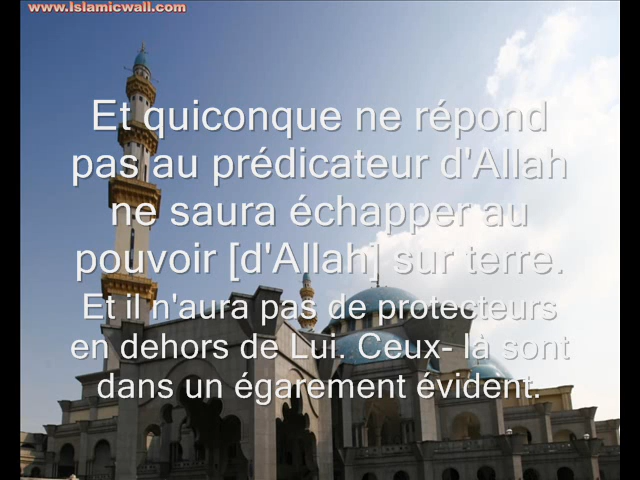 www.Islamicwall.com
Et quiconque ne répond
pas au prédicateur d'Allah
ne saura échapper au
pouvoir [d'Allah] sur terre.
Et il n'aura pas de protecteurs
en dehors de Lui. Ceux- là sont
dans un égarement évident.